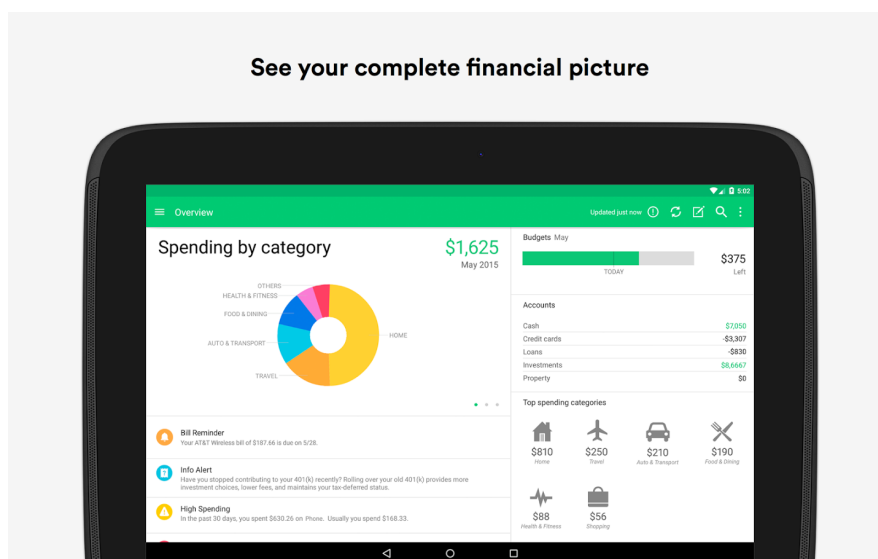 See your complete financial picture
5:02
Overview
Updated just now
Spending by category
$1,625
May 2015
OTHERS
HEALTH & FITNESS
FOOD & DINING
AUTO & TRANSPORT
TRAVEL
HOME
Bill Reminder
Your AT&T Wireless bill of $187.66 is due on 5/28.
Info Alert
Have you stopped contributing to your 401(k) recently? Rolling over your old 401(k) provides more
investment choices, lower fees, and maintains your tax-deferred status.
High Spending
In the past 30 days, you spent $630.26 on Phone. Usually you spend $168.33.
Budgets May
$375
TODAY
Left
Accounts
Cash $7,050
Credit cards -$3,307
Loans -$830
Investments $8,6667
Property $0
Top spending categories
$810 $250 $210 $190
Home Travel Auto & Transport Food & Dining
$88 $56
Health & Fitness Shopping